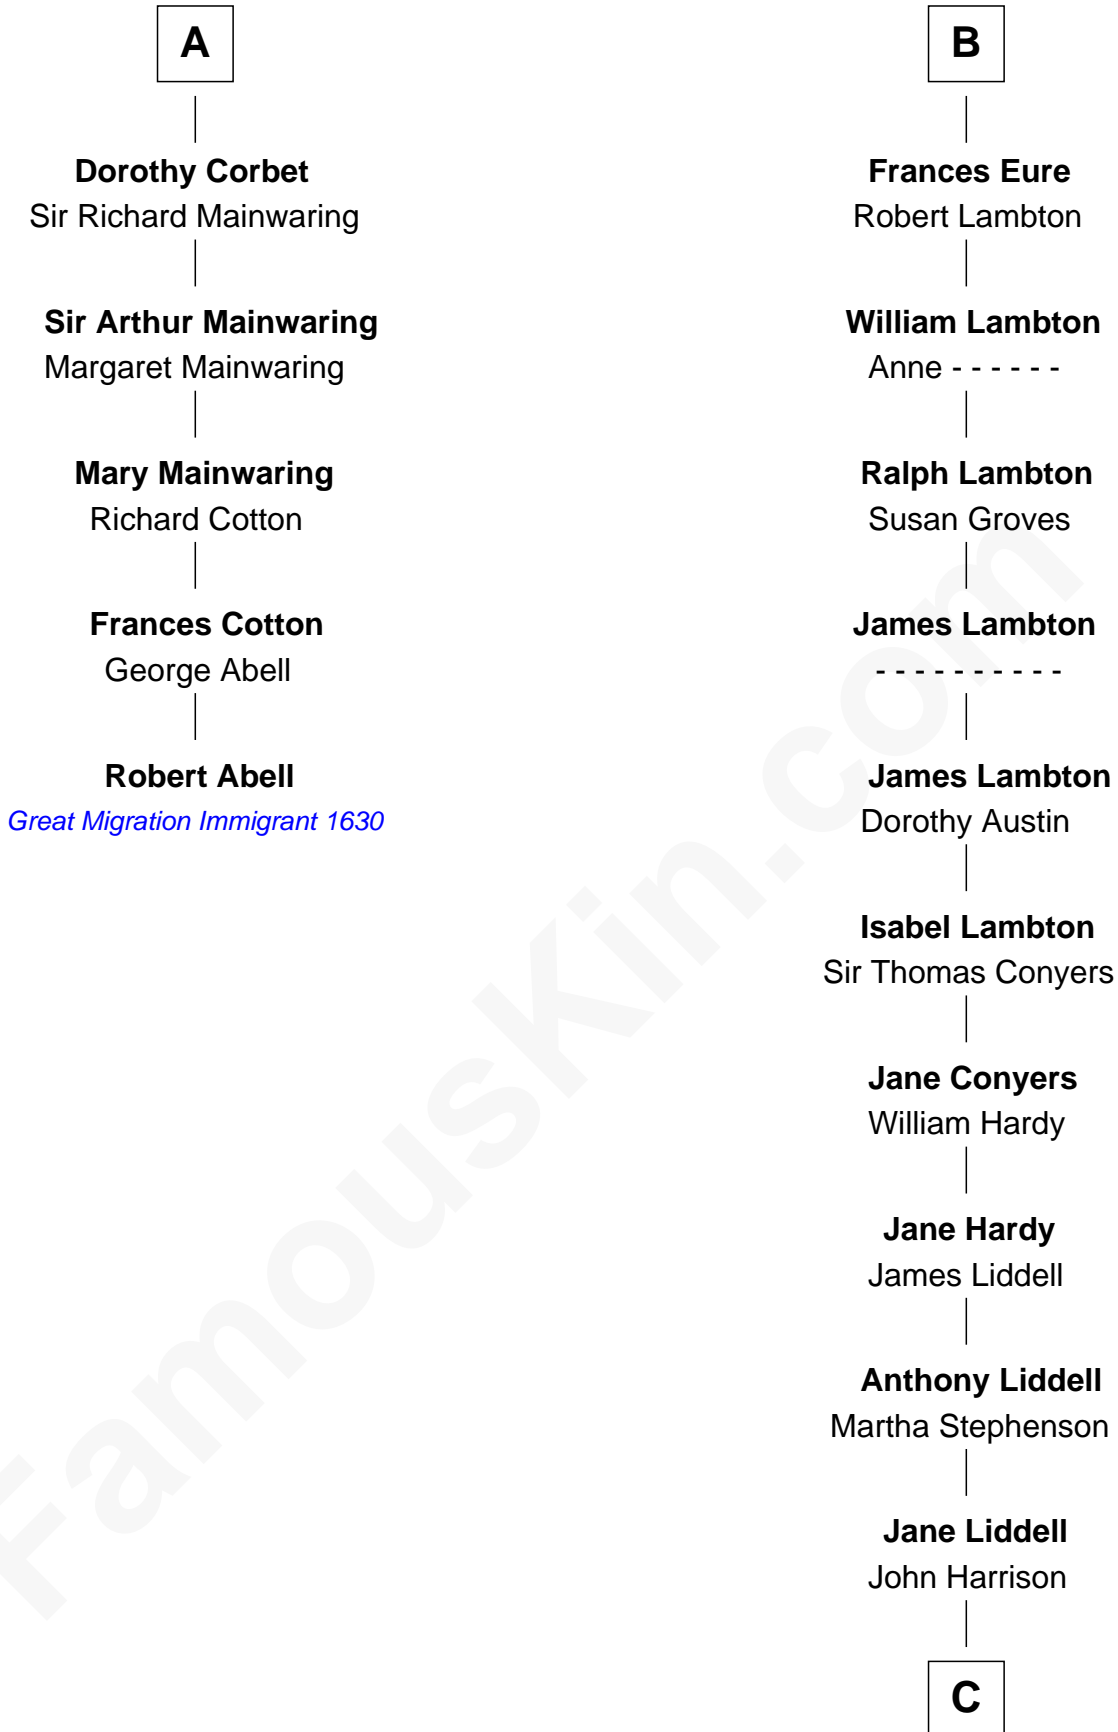 A
Dorothy Corbet
Sir Richard Mainwaring
Sir Arthur Mainwaring
Margaret Mainwaring
Mary Mainwaring
Richard Cotton
Frances Cotton
George Abell
Robert Abell
Great Migration Immigrant 1630
B
Frances Eure
Robert Lambton
William Lambton
Anne - - - - - -
Ralph Lambton
Susan Groves
James Lambton
- - - - - - - - - -
James Lambton
Dorothy Austin
Isabel Lambton
Sir Thomas Conyers
Jane Conyers
William Hardy
Jane Hardy
James Liddell
Anthony Liddell
Martha Stephenson
Jane Liddell
John Harrison
C
FamousKin.com